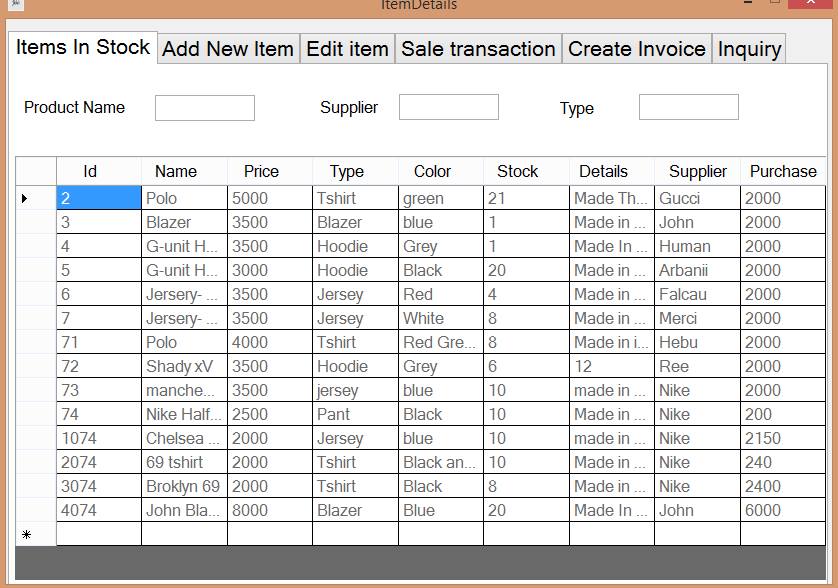 ItemDetails
Items In Stock Add New Item Edit item Sale transaction Create Invoice Inquiry
Product Name Supplier Type
Id Name Price Type Color Stock Details Supplier Purchase
2 Polo 5000 Tshirt green 21 Made Th... Gucci 2000
3 Blazer 3500 Blazer blue 1 Made in ... John 2000
4 G-unit H... 3500 Hoodie Grey 1 Made In ... Human 2000
5 G-unit H... 3000 Hoodie Black 20 Made in ... Arbanii 2000
6 Jersery- ... 3500 Jersey Red 4 Made in ... Falcau 2000
7 Jersery- ... 3500 Jersey White 8 Made in ... Merci 2000
71 Polo 4000 Tshirt Red Gre... 8 Made in i... Hebu 2000
72 Shady xV 3500 Hoodie Grey 6 12 Ree 2000
73 manche... 3500 jersey blue 10 made in ... Nike 2000
74 Nike Half... 2500 Pant Black 10 Made in ... Nike 200
1074 Chelsea ... 2000 Jersey blue 10 made in ... Nike 2150
2074 69 tshirt 2000 Tshirt Black an... 10 Made in ... Nike 240
3074 Broklyn 69 2000 Tshirt Black 8 Made in ... Nike 2400
4074 John Bla... 8000 Blazer Blue 20 Made In ... John 6000